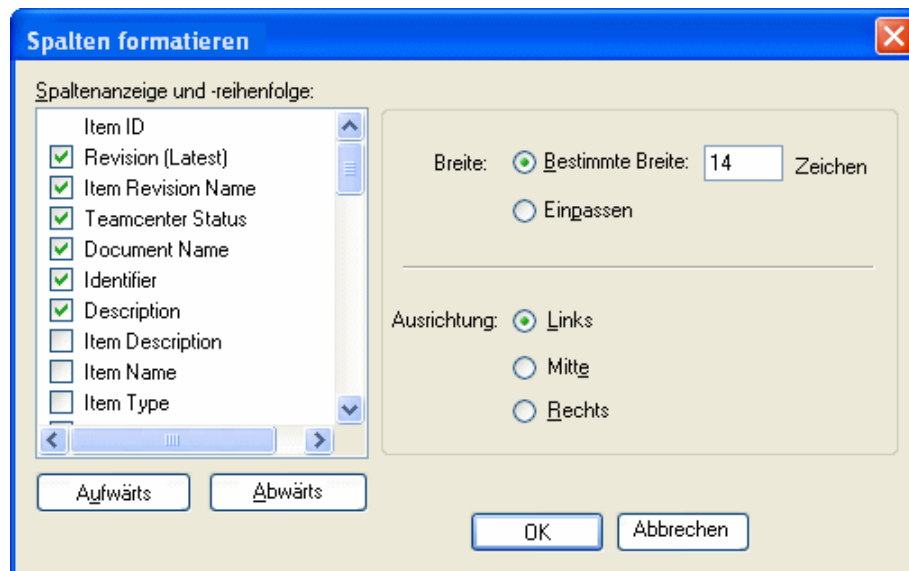 Spalten formatieren
Spaltenanzeige und -reihenfolge:
Item ID
Revision (Latest)
Item Revision Name
Teamcenter Status
Document Name
Identifier
Description
Item Description
Item Name
Item Type
Aufwärts
Abwärts
Breite:
Bestimmte Breite:
14
Zeichen
Einpassen
Ausrichtung:
Links
Mitte
Rechts
OK
Abbrechen